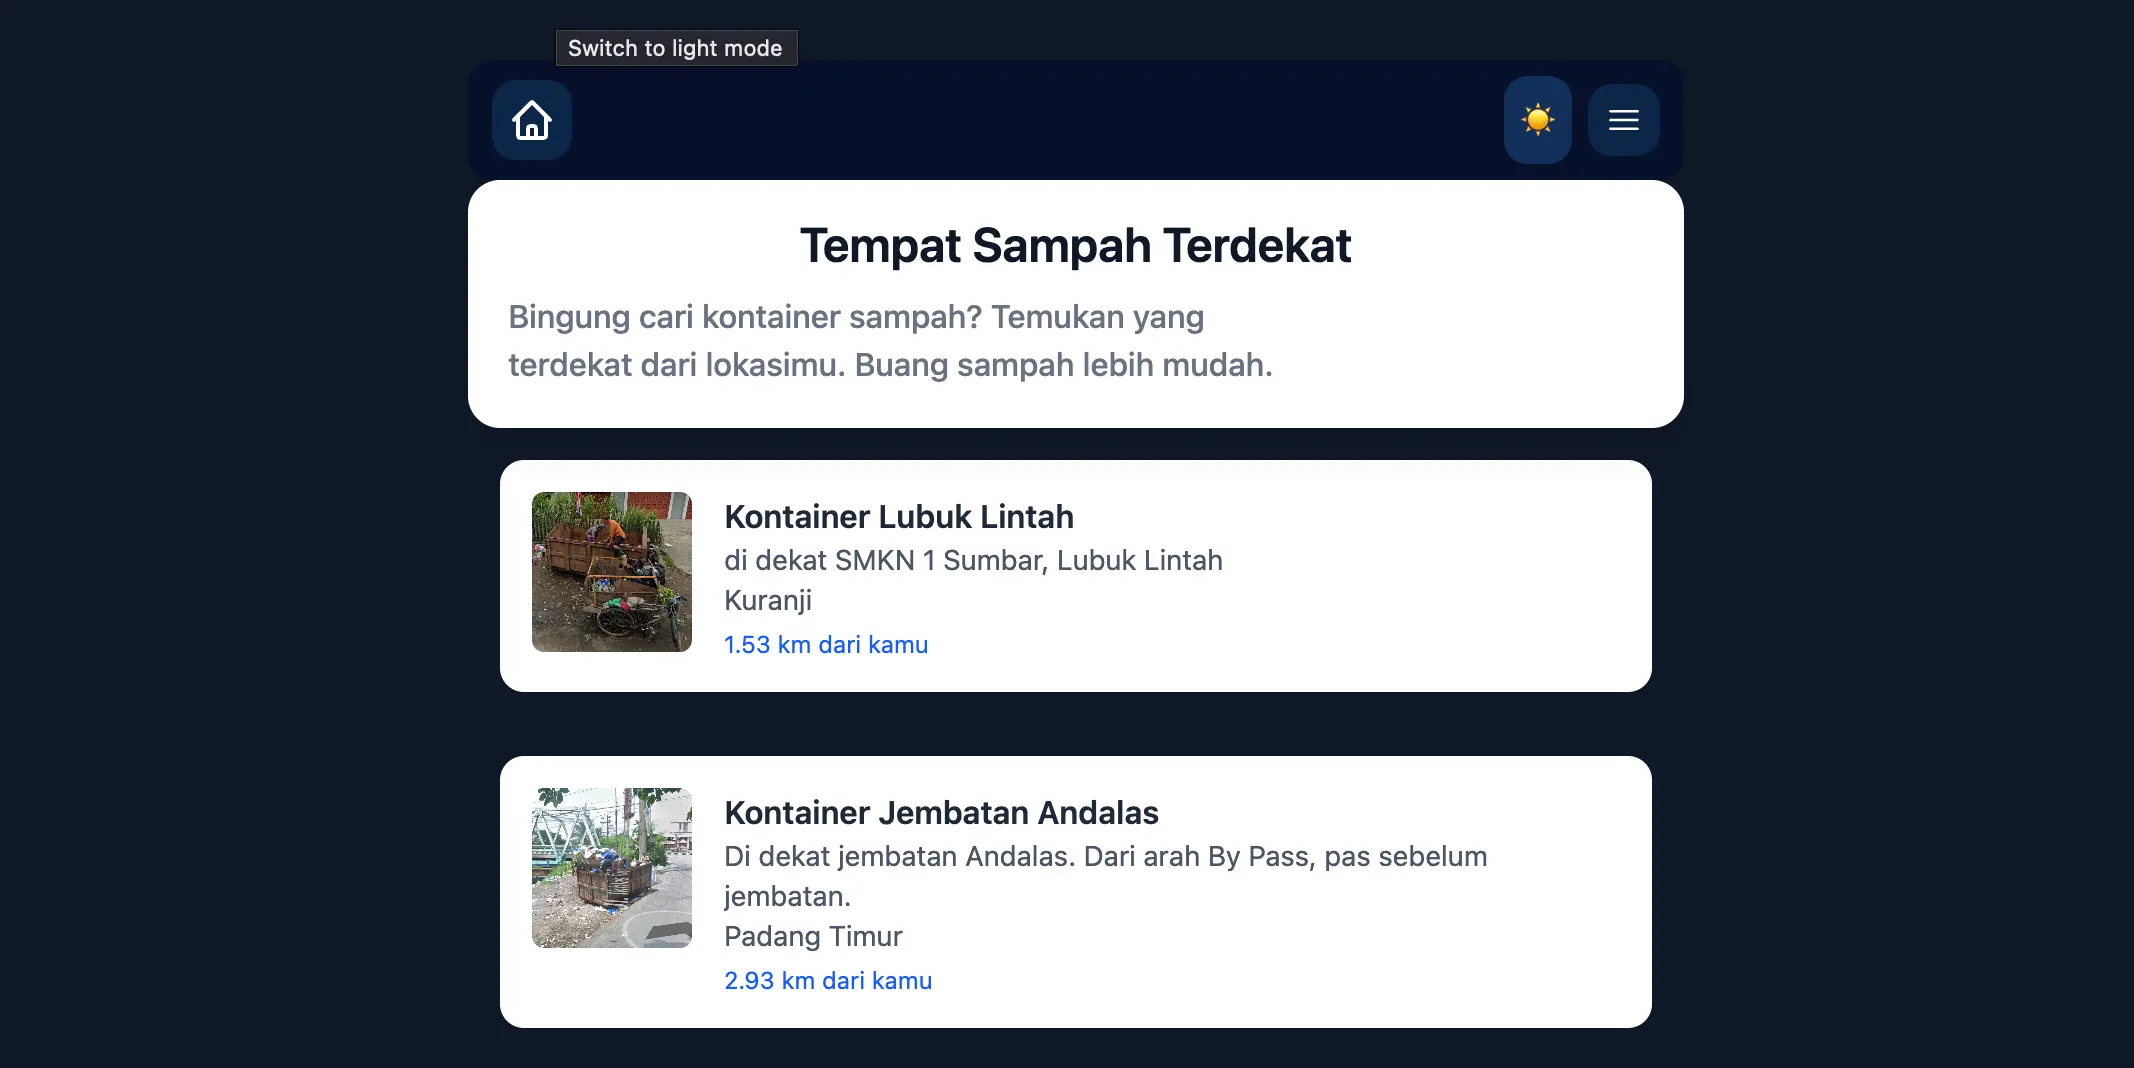 Switch to light mode
Tempat Sampah Terdekat
Bingung cari kontainer sampah? Temukan yang
terdekat dari lokasimu. Buang sampah lebih mudah.
Kontainer Lubuk Lintah
di dekat SMKN 1 Sumbar, Lubuk Lintah
Kuranji
1.53 km dari kamu
Kontainer Jembatan Andalas
Di dekat jembatan Andalas. Dari arah By Pass, pas sebelum
jembatan.
Padang Timur
2.93 km dari kamu